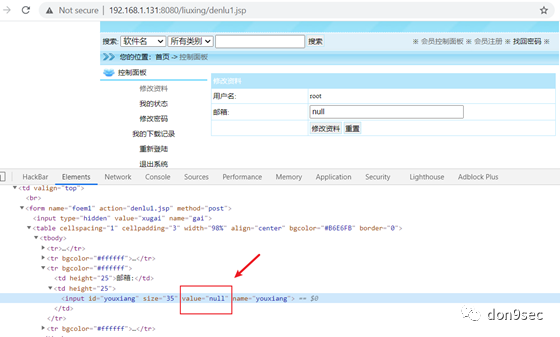 Not secure | 192.168.1.131:8080/liuxing/denlu1.jsp
搜索: 软件名 所有类别 搜索 ※ 会员控制面板 ※ 会员注册 ※ 找回密码 ※
您的位置: 首页 -> 控制面板
控制面板
修改资料
我的状态
修改密码
我的下载记录
重新登陆
退出系统
修改资料
用户名: root
邮箱: null
修改资料 重置
HackBar Elements Network Console Sources Performance Memory Application Security Lighthouse Adblock Plus
▼<td valign="top">
<br>
▼<form name="foem1" action="denlu1.jsp" method="post">
<input type="hidden" value="xugai" name="gai">
▼<table cellspacing="1" cellpadding="3" width="98%" align="center" bgcolor="#B6E6FB" border="0">
▼<tbody>
▶<tr>…</tr>
▶<tr bgcolor="#ffffff">…</tr>
▼<tr bgcolor="#ffffff">
<td height="25">邮箱:</td>
▼<td height="25">
<input id="youxiang" size="35" value="null" name="youxiang"> == $0
</td>
</tr>
▶<tr bgcolor="#ffffff">…</tr>
</tbody>
don9sec